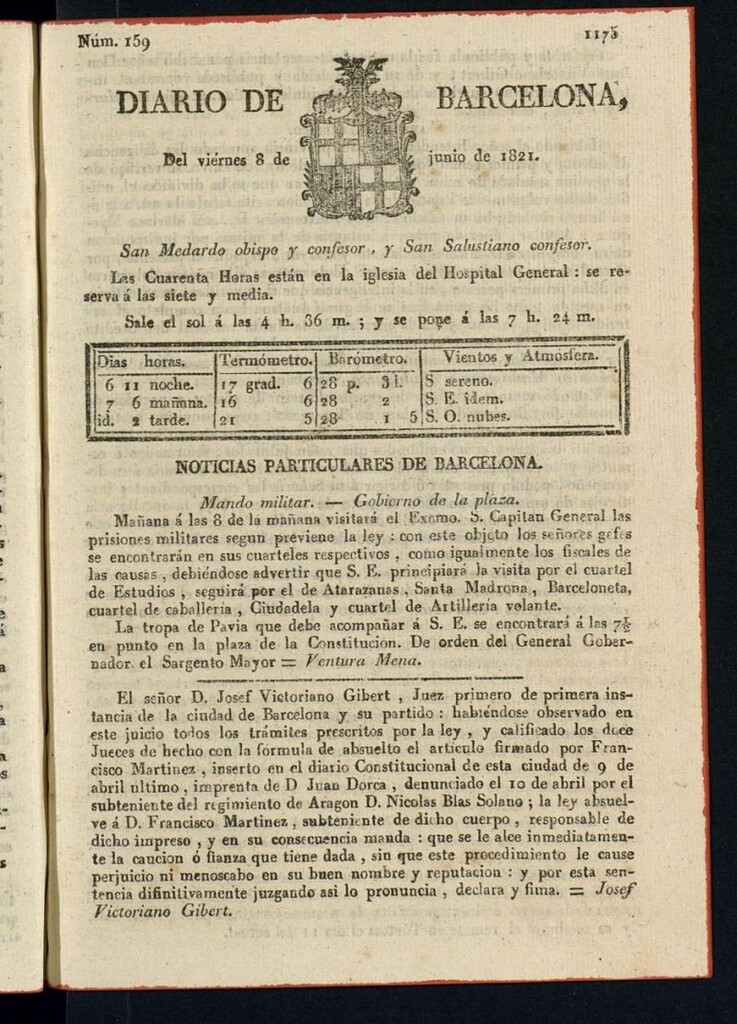 Núm. 159
1175
DIARIO DE BARCELONA,
Del viérnes 8 de junio de 1821.
San Medardo obispo y confesor, y San Salustiano confesor.
Las Cuarenta Horas están en la iglesia del Hospital General: se re-
serva á las siete y media.
Sale el sol á las 4 h. 36 m.; y se pone á las 7 h. 24 m.
Dias horas. Termómetro. Barómetro. Vientos y Atmósfera.
6 11 noche. 17 grad. 6 28 p. 3 l. S sereno.
7 6 mañana. 16 6 28 2 S. E. idem.
id. 2 tarde. 21 5 28 1 5 S. O. nubes.
NOTICIAS PARTICULARES DE BARCELONA.
Mando militar. — Gobierno de la plaza.
Mañana á las 8 de la mañana visitará el Excmo. S. Capitan General las
prisiones militares segun previene la ley: con este objeto los señores gefes
se encontrarán en sus cuarteles respectivos, como igualmente los fiscales de
las causas, debiéndose advertir que S. E. principiará la visita por el cuartel
de Estudios, seguirá por el de Atarazanas, Santa Madrona, Barceloneta,
cuartel de caballeria, Ciudadela y cuartel de Artillería volante.
La tropa de Pavia que debe acompañar á S. E. se encontrará á las 7½
en punto en la plaza de la Constitucion. De orden del General Gober-
nador. el Sargento Mayor = Ventura Mena.
El señor D. Josef Victoriano Gibert, Juez primero de primera ins-
tancia de la ciudad de Barcelona y su partido: habiéndose observado en
este juicio todos los trámites prescritos por la ley, y calificado los doce
Jueces de hecho con la fórmula de absuelto el articulo firmado por Fran-
cisco Martinez, inserto en el diario Constitucional de esta ciudad de 9 de
abril ultimo, imprenta de D Juan Dorca, denunciado el 10 de abril por el
subteniente del regimiento de Aragon D. Nicolas Blas Solano; la ley absuel-
ve á D. Francisco Martinez, subteniente de dicho cuerpo, responsable de
dicho impreso, y en su consecuencia manda: que se le alce inmediatamen-
te la caucion ó fianza que tiene dada, sin que este procedimiento le cause
perjuicio ni menoscabo en su buen nombre y reputacion: y por esta sen-
tencia difinitivamente juzgando asi lo pronuncia, declara y firma. = Josef
Victoriano Gibert.